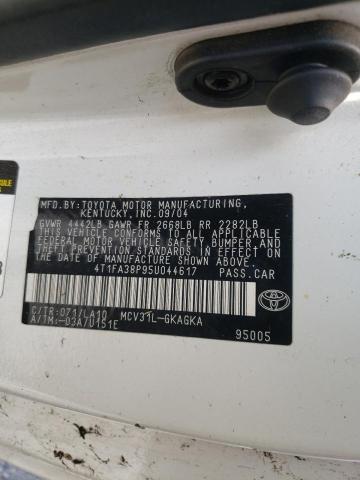 MFD.BY:TOYOTA MOTOR MANUFACTURING,
KENTUCKY,INC.09/04
GVWR 4442LB GAWR FR 2668LB RR 2282LB
THIS VEHICLE CONFORMS TO ALL APPLICABLE
FEDERAL MOTOR VEHICLE SAFETY, BUMPER, AND
THEFT PREVENTION STANDARDS IN EFFECT ON
THE DATE OF MANUFACTURE SHOWN ABOVE.
4T1FA38P95U044617 PASS.CAR
C/TR:071/LA10 MCV31L-GKAGKA
A/TM:-03A/U151E
TOYOTA
95005